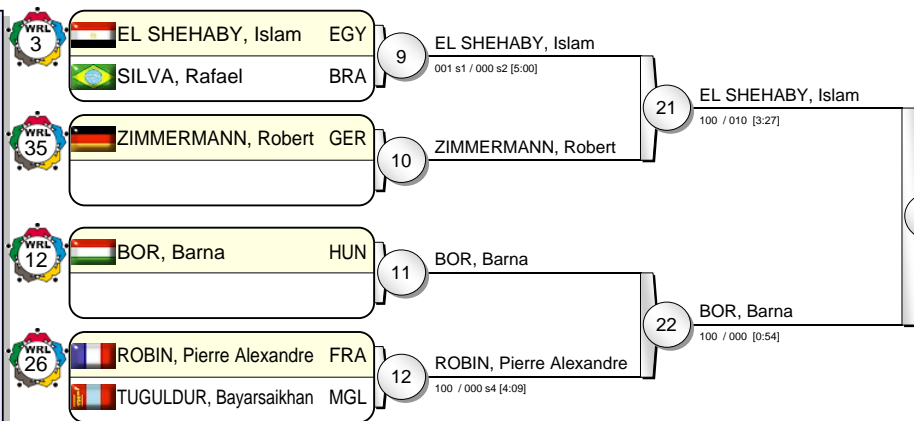 WRL
3
EL SHEHABY, Islam EGY
SILVA, Rafael BRA
9
EL SHEHABY, Islam
001 s1 / 000 s2 [5:00]
WRL
35
ZIMMERMANN, Robert GER
10
ZIMMERMANN, Robert
21
EL SHEHABY, Islam
100 / 010 [3:27]
WRL
12
BOR, Barna HUN
11
BOR, Barna
WRL
26
ROBIN, Pierre Alexandre FRA
TUGULDUR, Bayarsaikhan MGL
12
ROBIN, Pierre Alexandre
100 / 000 s4 [4:09]
22
BOR, Barna
100 / 000 [0:54]